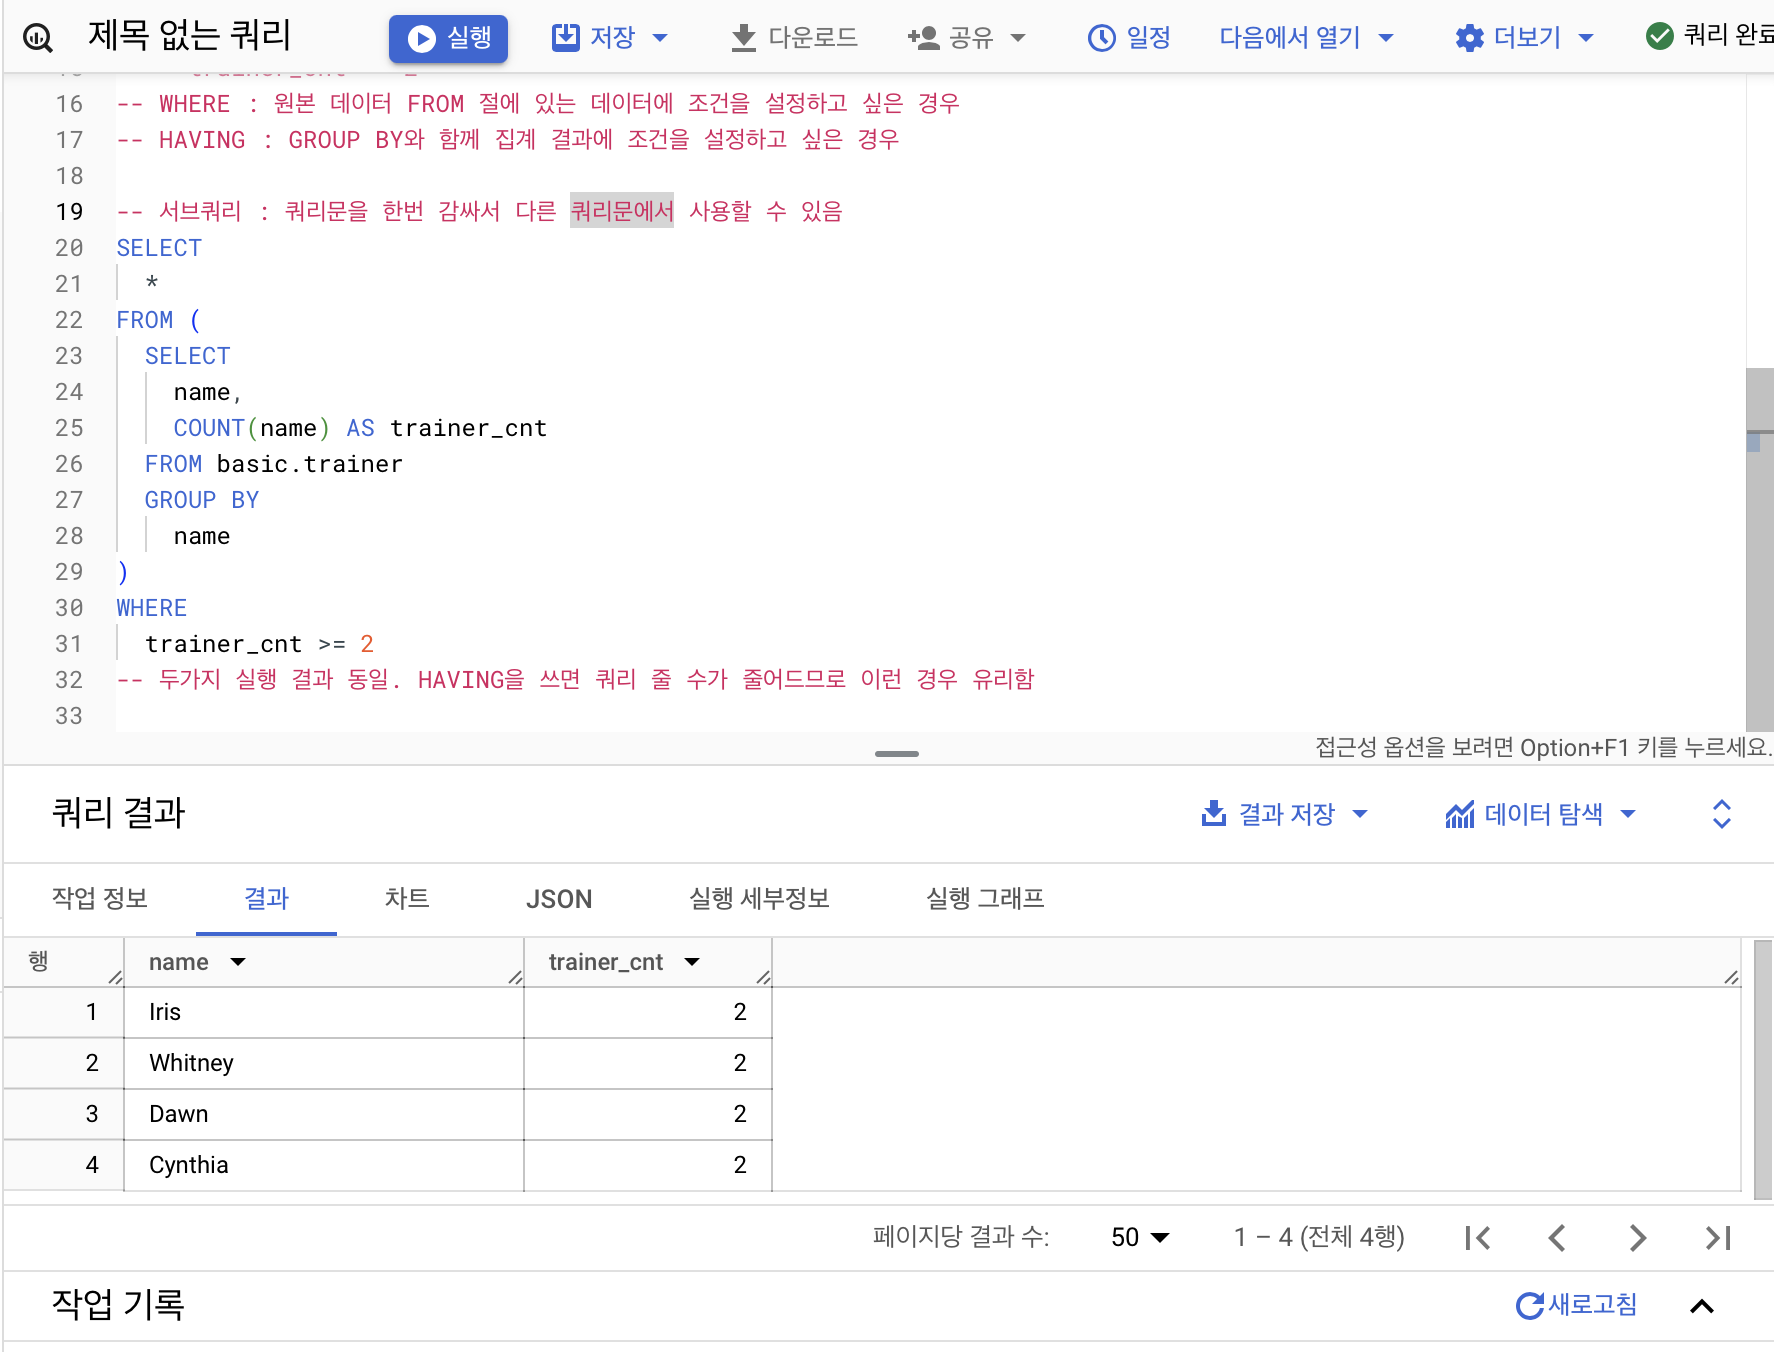 제목 없는 쿼리 실행 저장 다운로드 공유 일정 다음에서 열기 더보기 쿼리 완료
16 -- WHERE : 원본 데이터 FROM 절에 있는 데이터에 조건을 설정하고 싶은 경우
17 -- HAVING : GROUP BY와 함께 집계 결과에 조건을 설정하고 싶은 경우
18
19 -- 서브쿼리 : 쿼리문을 한번 감싸서 다른 쿼리문에서 사용할 수 있음
20 SELECT
21 *
22 FROM (
23 SELECT
24 name,
25 COUNT(name) AS trainer_cnt
26 FROM basic.trainer
27 GROUP BY
28 name
29 )
30 WHERE
31 trainer_cnt >= 2
32 -- 두가지 실행 결과 동일. HAVING을 쓰면 쿼리 줄 수가 줄어드므로 이런 경우 유리함
33
접근성 옵션을 보려면 Option+F1 키를 누르세요.
쿼리 결과 결과 저장 데이터 탐색
작업 정보 결과 차트 JSON 실행 세부정보 실행 그래프
행 name trainer_cnt
1 Iris 2
2 Whitney 2
3 Dawn 2
4 Cynthia 2
페이지당 결과 수: 50 1 – 4 (전체 4행)
작업 기록 새로고침